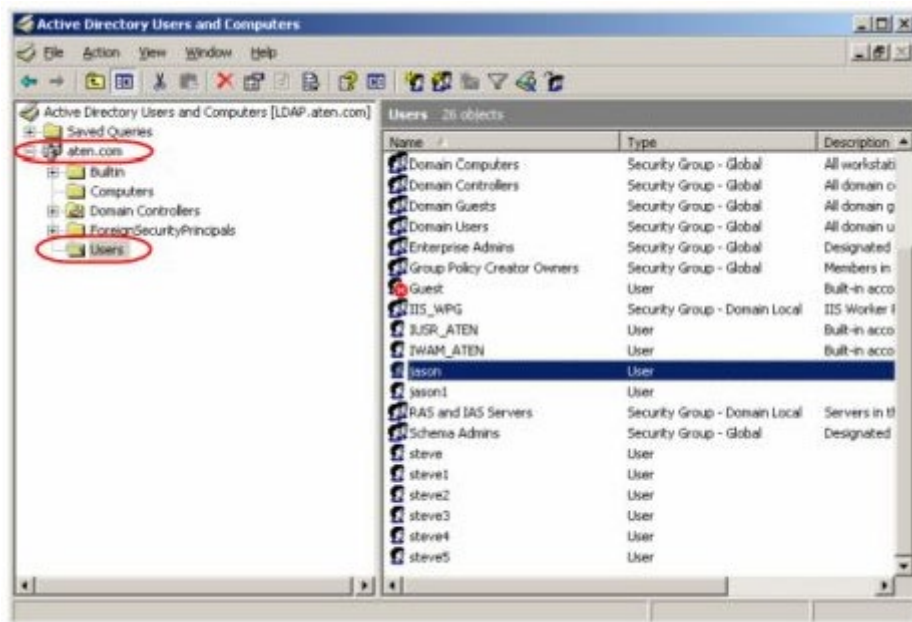 Active Directory Users and Computers
File Action View Window Help
Active Directory Users and Computers [LDAP.aten.com]
Saved Queries
aten.com
Builtin
Computers
Domain Controllers
ForeignSecurityPrincipals
Users
Users 26 objects
Name Type Description
Domain Computers Security Group - Global All workstati
Domain Controllers Security Group - Global All domain c
Domain Guests Security Group - Global All domain g
Domain Users Security Group - Global All domain u
Enterprise Admins Security Group - Global Designated
Group Policy Creator Owners Security Group - Global Members in
Guest User Built-in acco
IIS_WPG Security Group - Domain Local IIS Worker
IUSR_ATEN User Built-in acco
IWAM_ATEN User Built-in acco
jason User
jason1 User
RAS and IAS Servers Security Group - Domain Local Servers in th
Schema Admins Security Group - Global Designated
steve User
steve1 User
steve2 User
steve3 User
steve4 User
steve5 User